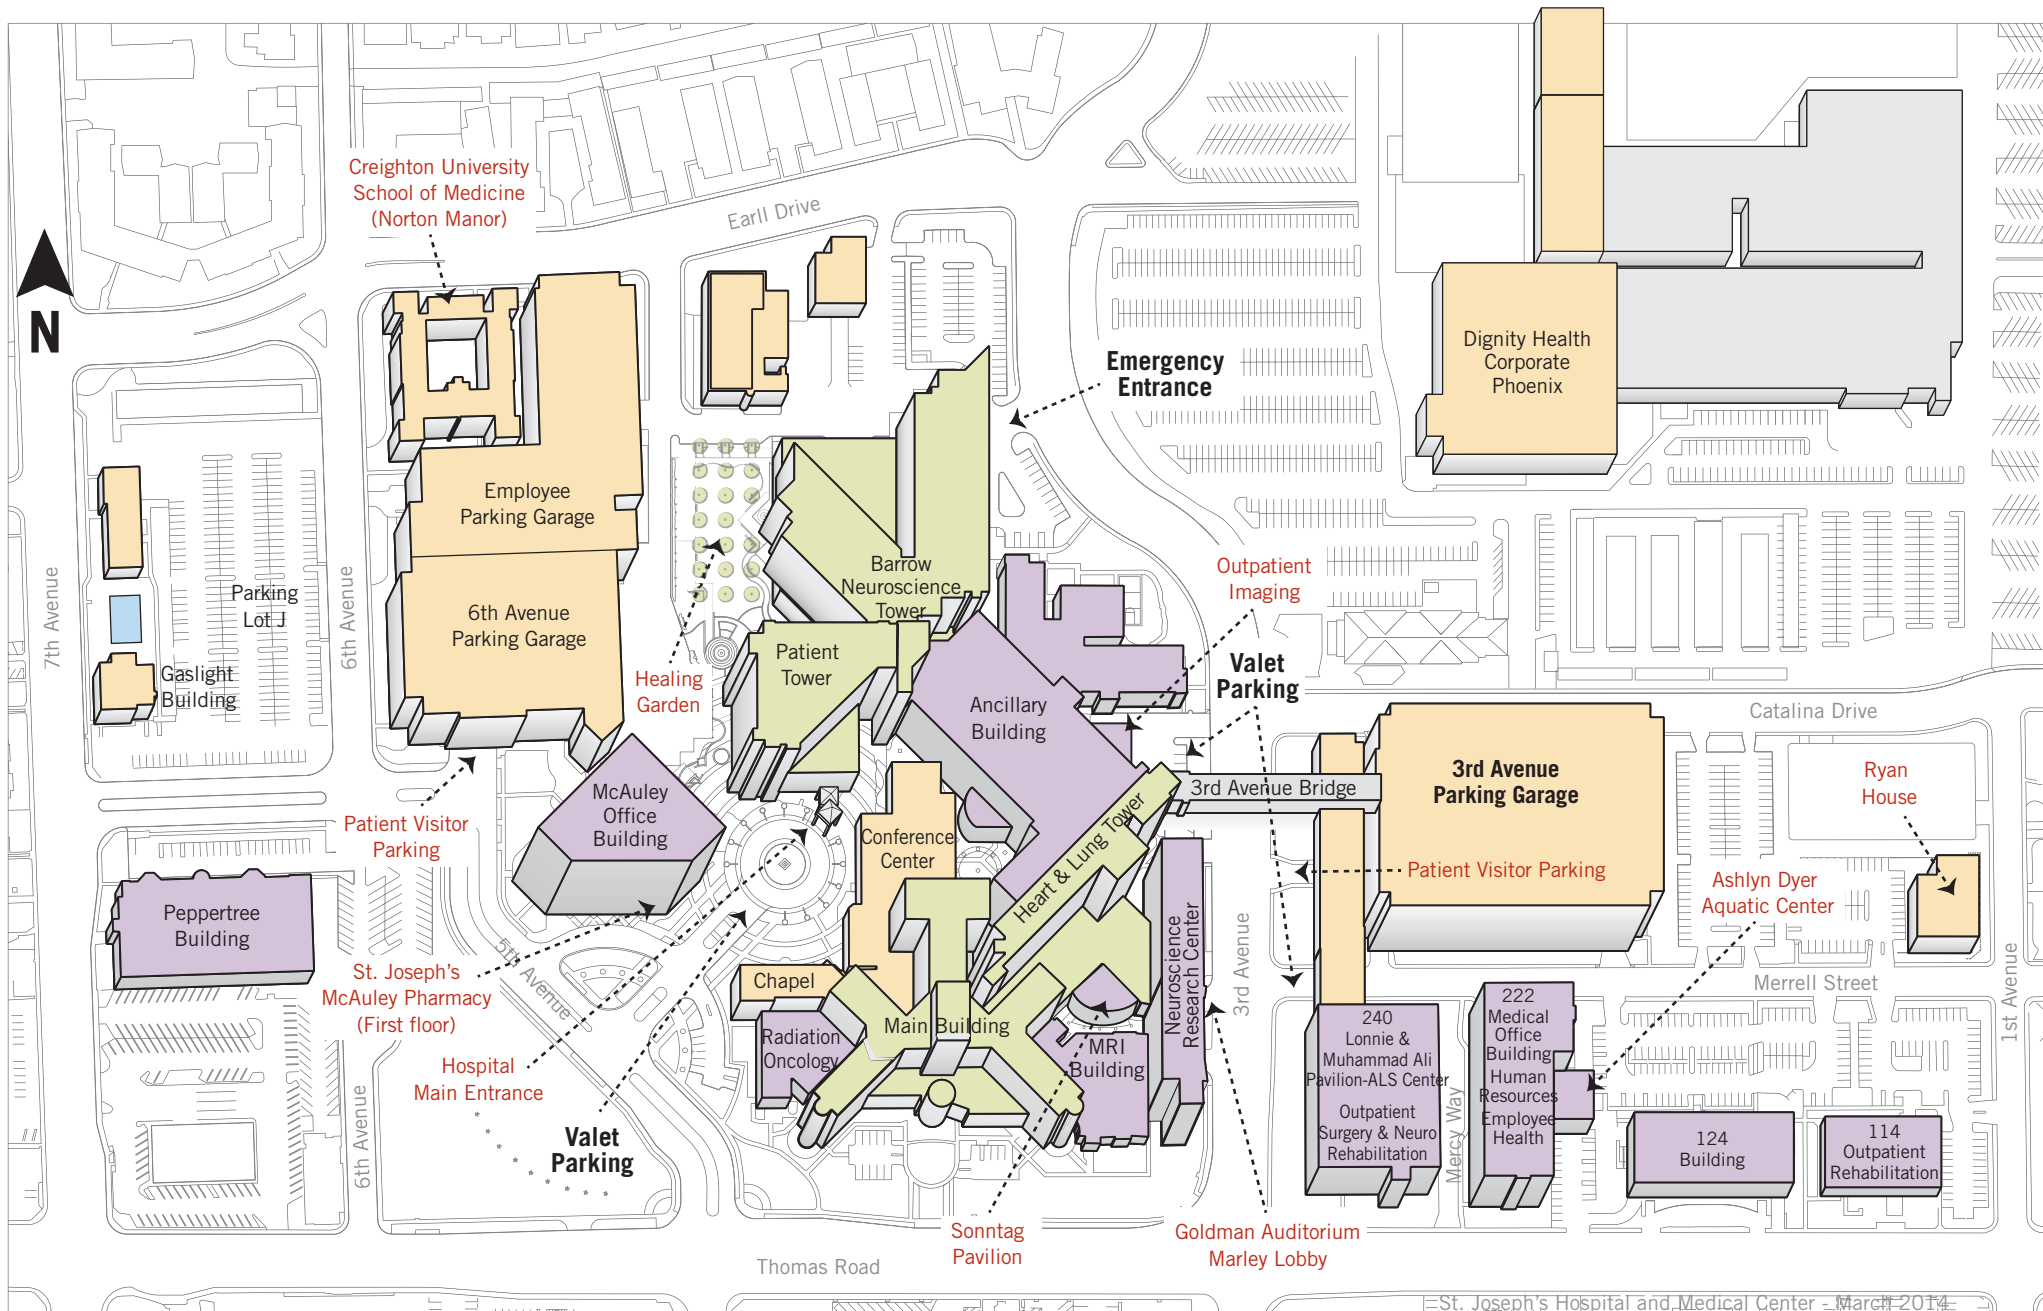 Creighton University
School of Medicine
(Norton Manor)
Earll Drive
N
Emergency
Entrance
Dignity Health
Corporate
Phoenix
Employee
Parking Garage
6th Avenue
Parking Garage
Barrow
Neuroscience
Tower
Outpatient
Imaging
7th Avenue
Parking
Lot J
6th Avenue
Gaslight
Building
Healing
Garden
Patient
Tower
Ancillary
Building
Valet
Parking
Catalina Drive
3rd Avenue Bridge
3rd Avenue
Parking Garage
Ryan
House
McAuley
Office
Building
Patient Visitor
Parking
Conference
Center
Heart & Lung Tower
Patient Visitor Parking
Ashlyn Dyer
Aquatic Center
Peppertree
Building
Neuroscience
Research Center
3rd Avenue
5th Avenue
St. Joseph's
McAuley Pharmacy
(First floor)
Chapel
Merrell Street
1st Avenue
Radiation
Oncology
Main Building
MRI
Building
Hospital
Main Entrance
240
Lonnie &
Muhammad Ali
Pavilion-ALS Center
Outpatient
Surgery & Neuro
Rehabilitation
Mercy Way
222
Medical
Office
Building
Human
Resources
Employee
Health
124
Building
114
Outpatient
Rehabilitation
6th Avenue
Valet
Parking
Sonntag
Pavilion
Goldman Auditorium
Marley Lobby
Thomas Road
St. Joseph's Hospital and Medical Center - March 2014